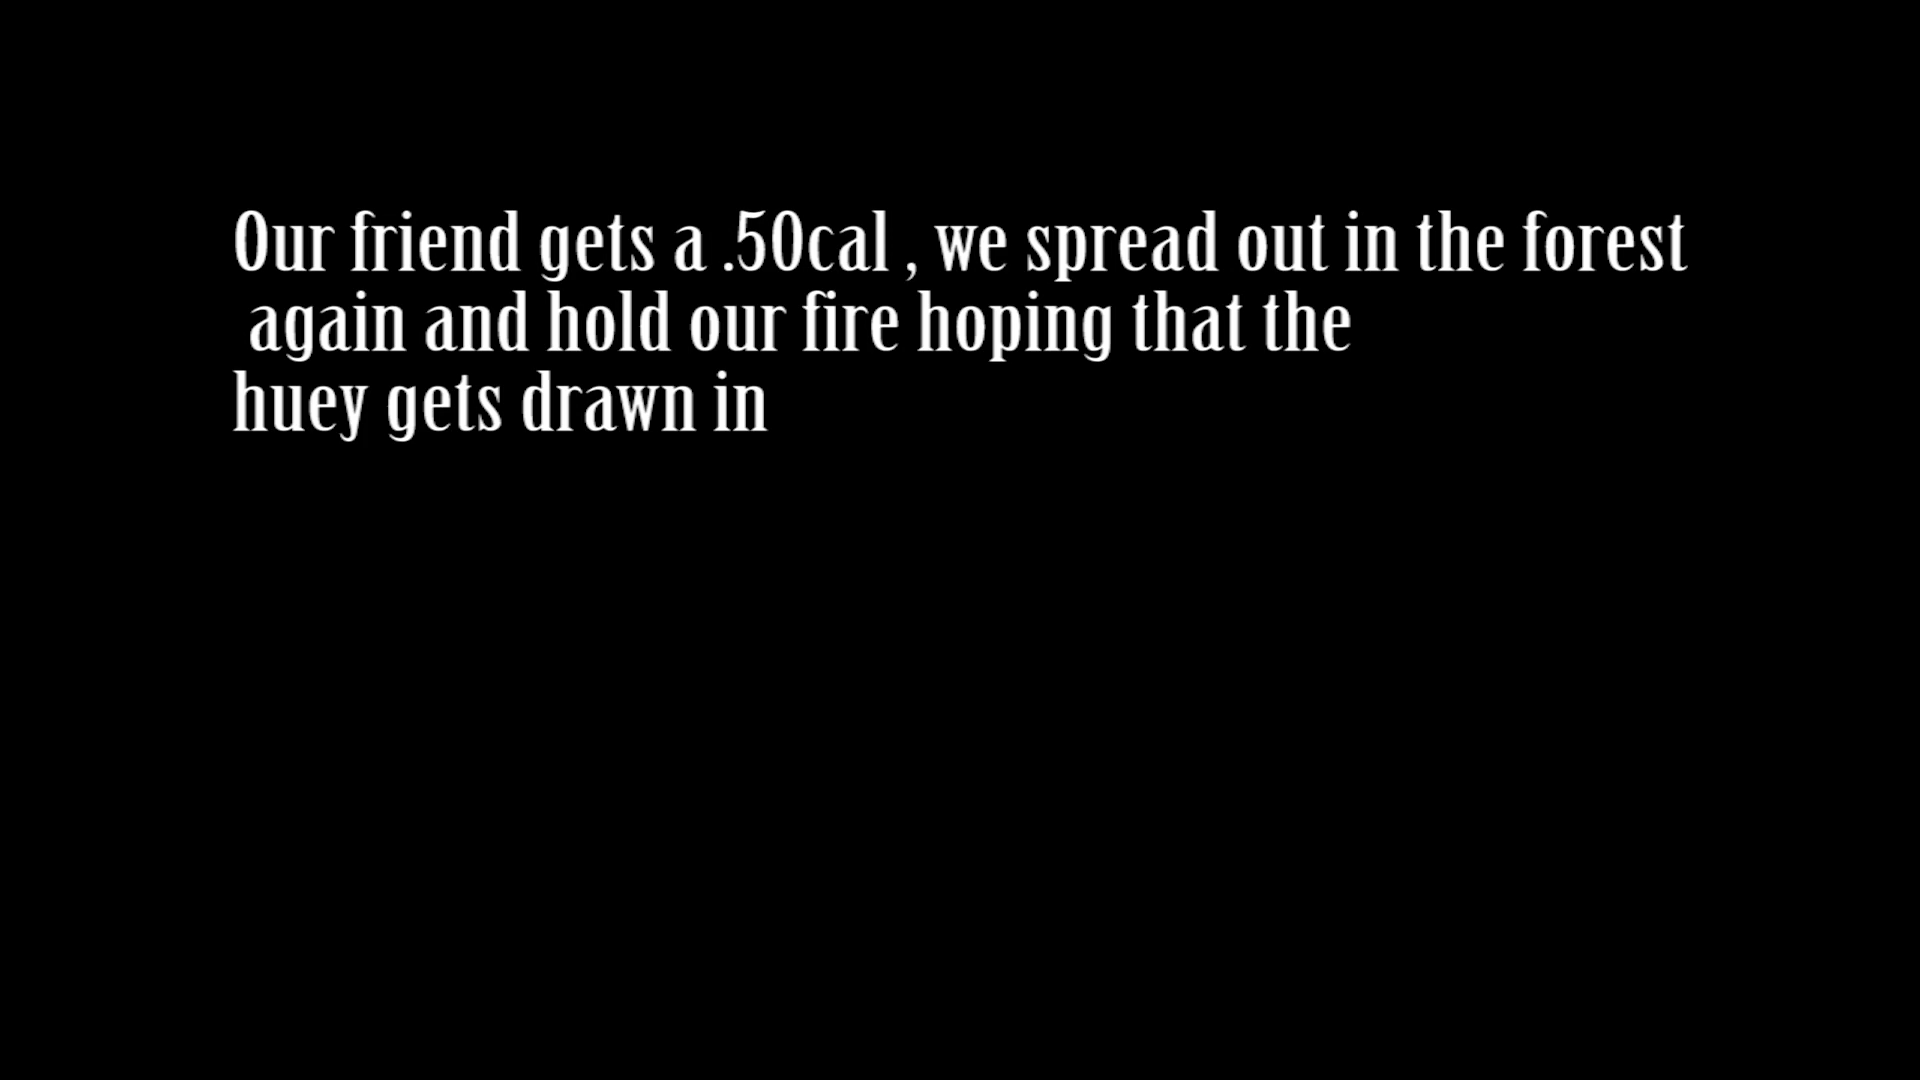 Our friend gets a .50cal , we spread out in the forest
again and hold our fire hoping that the
huey gets drawn in